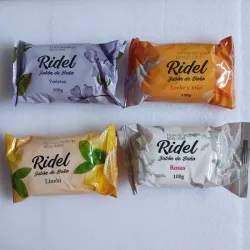 Ridel
Jabón de Baño
Violetas
100g
Ridel
Jabón de Baño
Leche y miel
100g
Ridel
Jabón de Baño
Limón
Ridel
Jabón de Baño
Rosas
100g